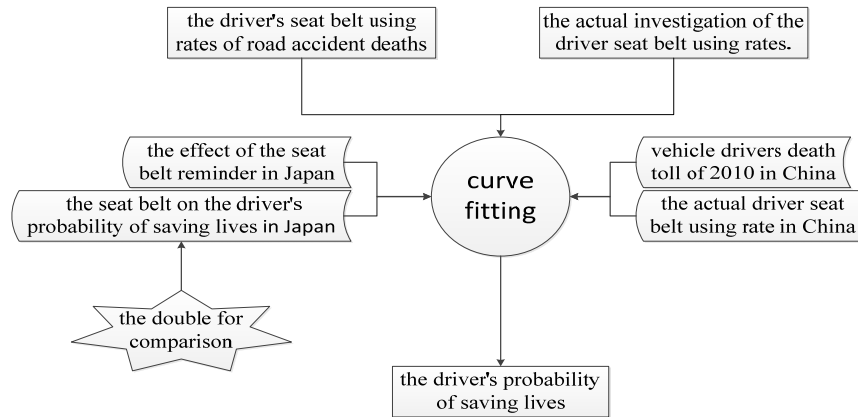 the driver's seat belt using
rates of road accident deaths
the actual investigation of the
driver seat belt using rates.
the effect of the seat
belt reminder in Japan
the seat belt on the driver's
probability of saving lives in Japan
curve
fitting
vehicle drivers death
toll of 2010 in China
the actual driver seat
belt using rate in China
the double for
comparison
the driver's probability
of saving lives